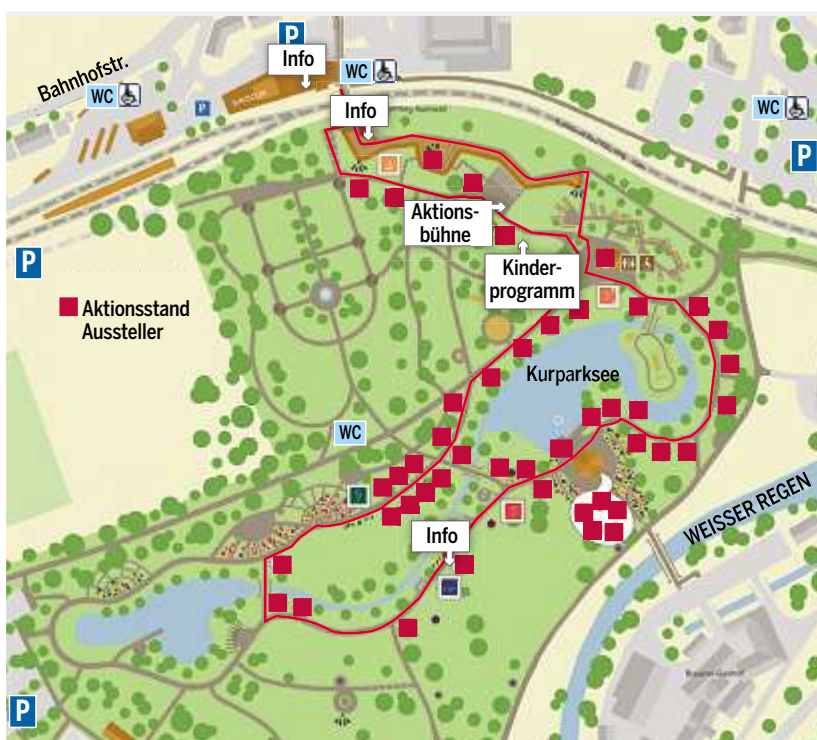 P
Info
Bahnhofstr.
WC
WC
WC
P
Info
P
P
Aktions-
bühne
Kinder-
programm
Aktionsstand
Aussteller
Kurparksee
WC
WEISSER REGEN
Info
P